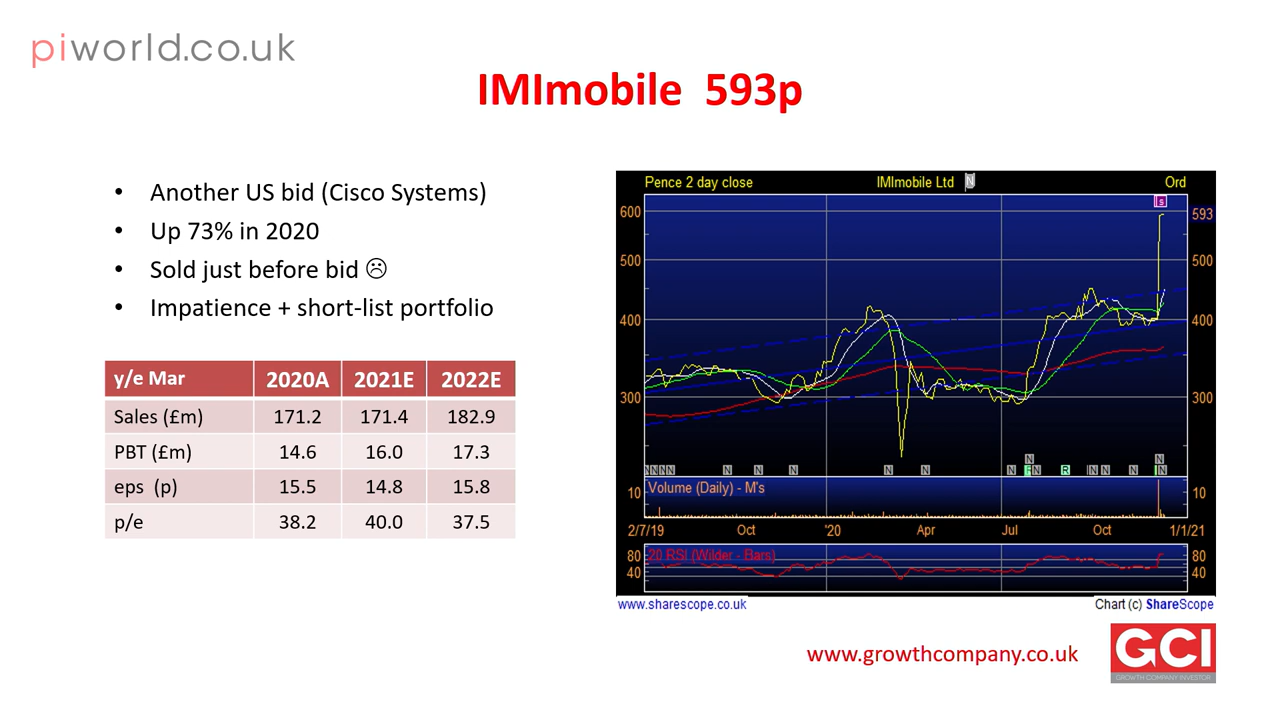 piworld.co.uk
IMImobile 593p
• Another US bid (Cisco Systems)
• Up 73% in 2020
• Sold just before bid ☹
• Impatience + short-list portfolio
y/e Mar 2020A 2021E 2022E
Sales (£m) 171.2 171.4 182.9
PBT (£m) 14.6 16.0 17.3
eps (p) 15.5 14.8 15.8
p/e 38.2 40.0 37.5
Pence 2 day close IMImobile Ltd N Ord
s
600 593
500 500
400 400
300 300
N
N N
R
10 Volume (Daily) - M's 10
2/7/19 Oct '20 Apr Jul Oct 1/1/21
80 20 RSI (Wilder - Bars) 80
40 40
www.sharescope.co.uk Chart (c) ShareScope
www.growthcompany.co.uk
GCI
GROWTH COMPANY INVESTOR